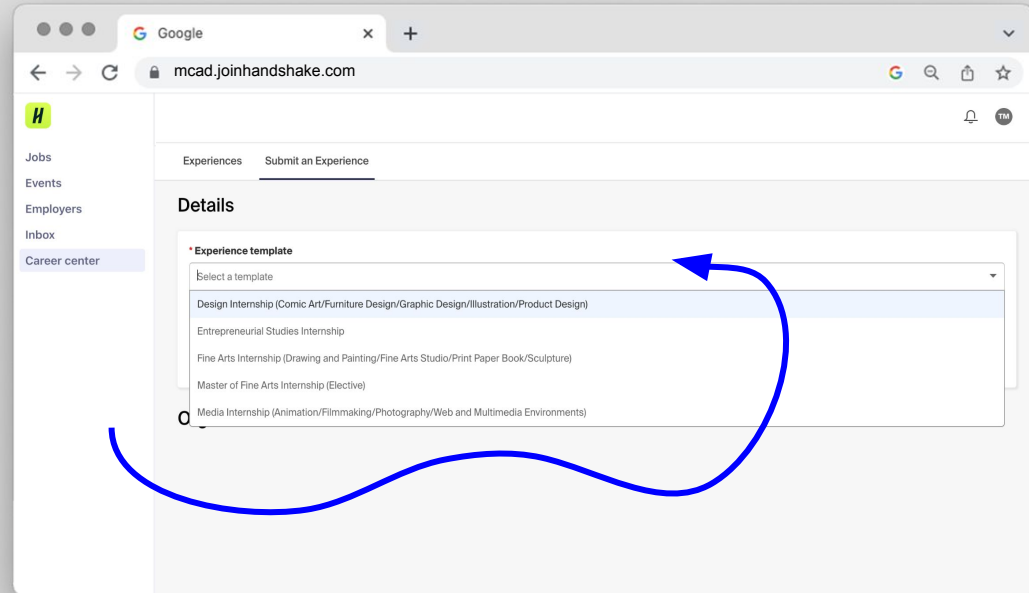 Google
mcad.joinhandshake.com
G
H
TM
Jobs
Events
Employers
Inbox
Career center
Experiences Submit an Experience
Details
* Experience template
Select a template
Design Internship (Comic Art/Furniture Design/Graphic Design/Illustration/Product Design)
Entrepreneurial Studies Internship
Fine Arts Internship (Drawing and Painting/Fine Arts Studio/Print Paper Book/Sculpture)
Master of Fine Arts Internship (Elective)
Media Internship (Animation/Filmmaking/Photography/Web and Multimedia Environments)